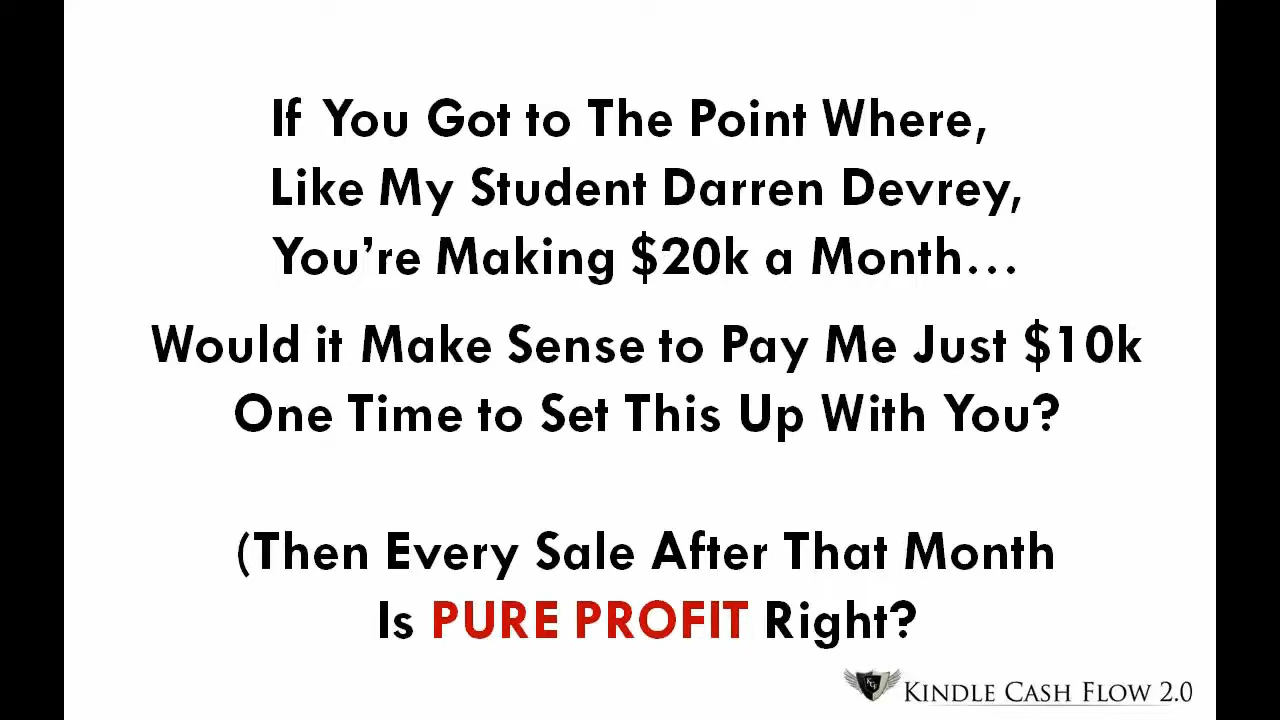 If You Got to The Point Where,
Like My Student Darren Devrey,
You’re Making $20k a Month…
Would it Make Sense to Pay Me Just $10k
One Time to Set This Up With You?
(Then Every Sale After That Month
Is PURE PROFIT Right?
KINDLE CASH FLOW 2.0